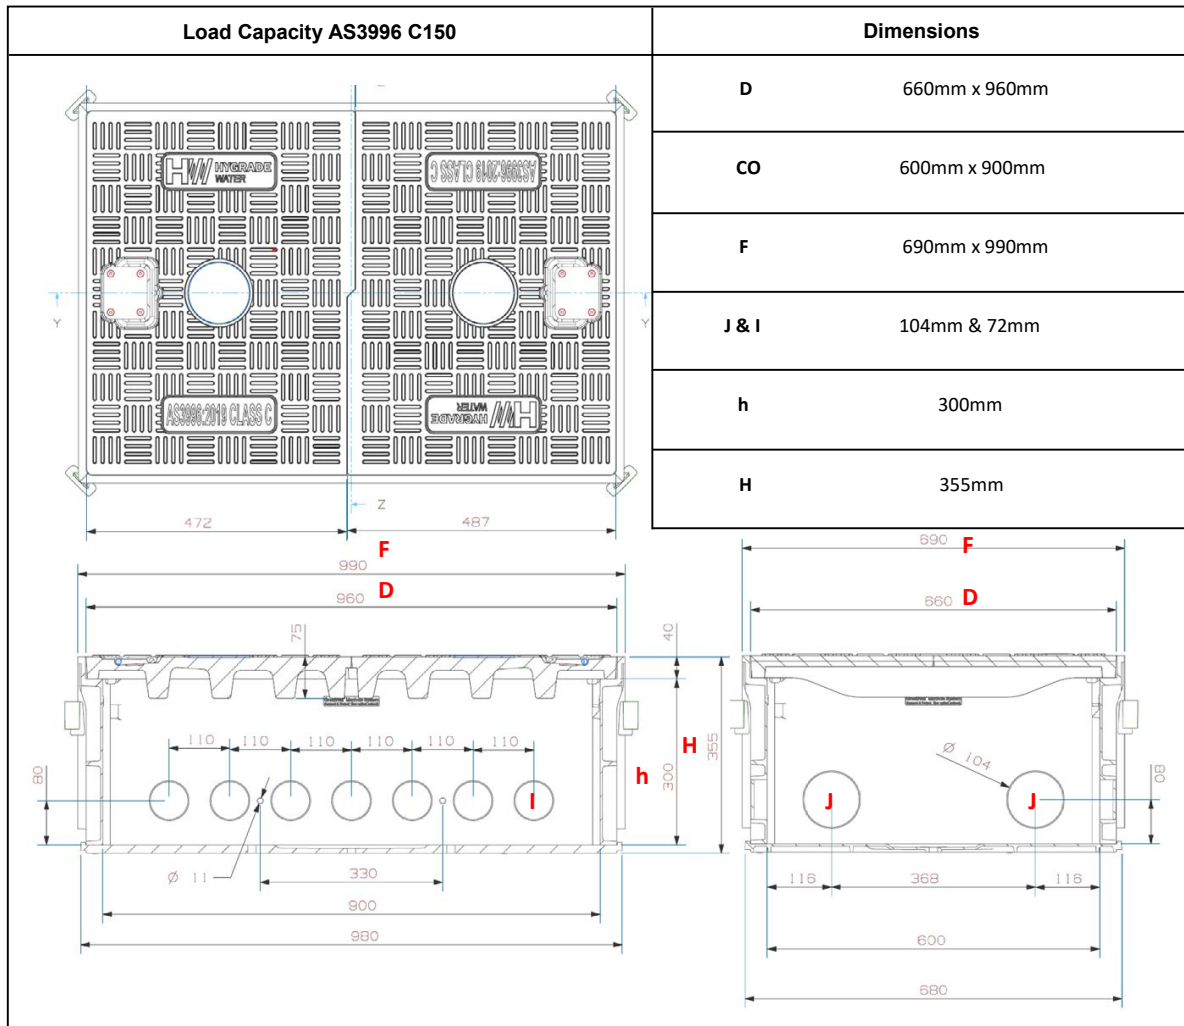 Load Capacity AS3996 C150
Dimensions
D 660mm x 960mm
CO 600mm x 900mm
F 690mm x 990mm
J & I 104mm & 72mm
h 300mm
H 355mm
HW HYGRADE
WATER
AS3996:2019 CLASS C
Y
Y
AS3996:2019 CLASS C
HW HYGRADE
WATER
Z
472
487
F
990
D
960
75
40
110
110
110
110
110
110
80
I
H
h
300
355
Ø 11
330
900
980
690 F
660 D
Ø 104
J
J
80
116
368
116
600
680